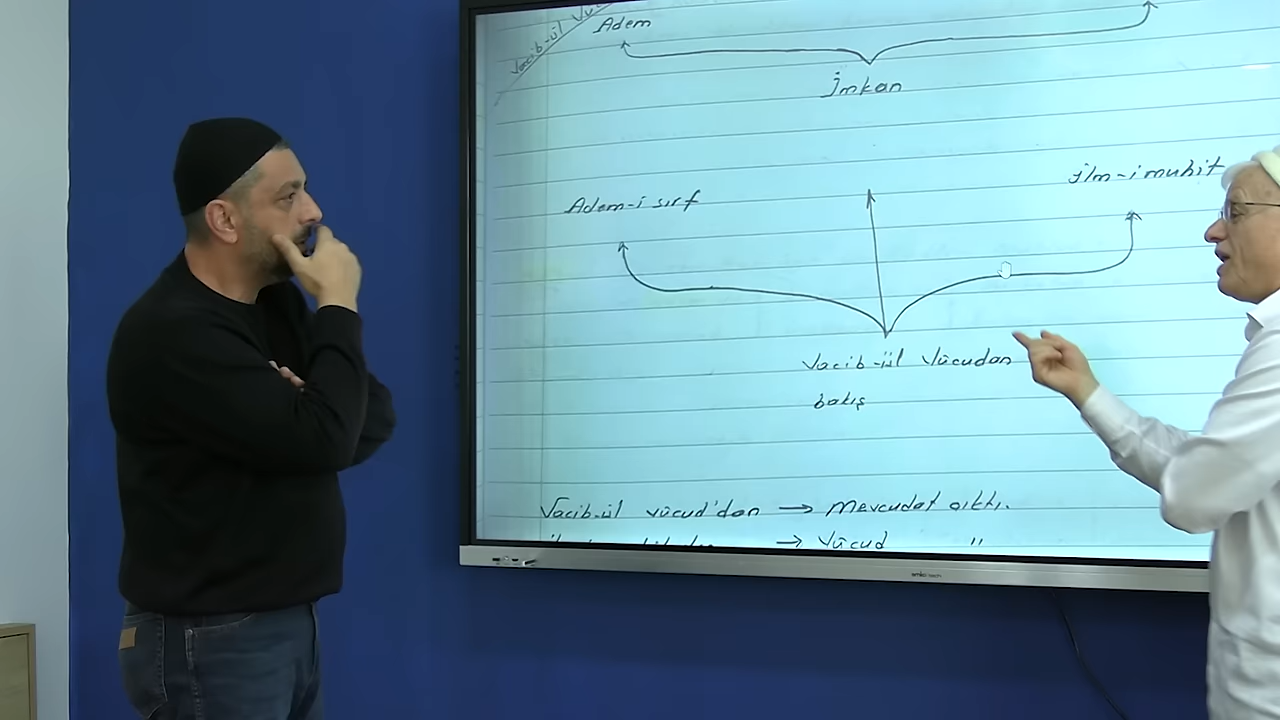 Vacib-ül
Adem
İmkan
İlm-i muhit
Adem-i sırf
Vacib-ül Vücudan
bakış
Vacib-ül vücud'dan → Mevcudat çıktı.
→ Vücud "